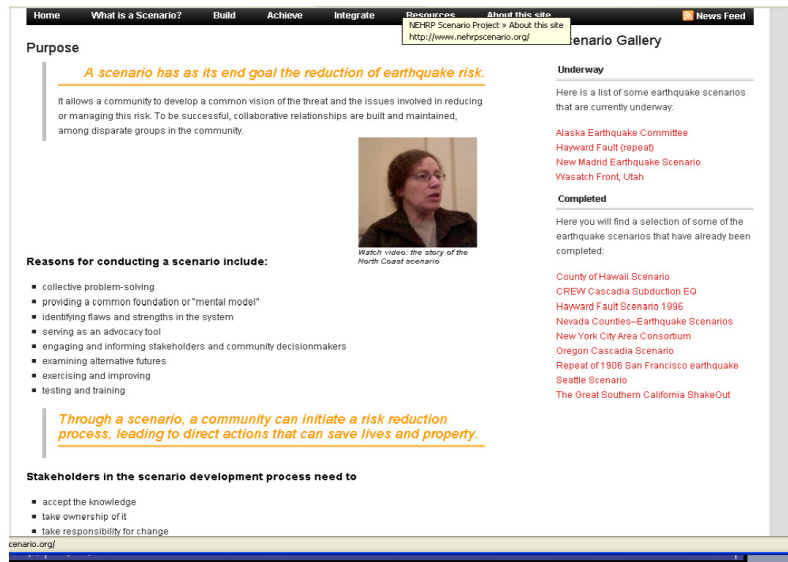 Home What is a Scenario? Build Achieve Integrate Resources About this site News Feed
NEHRP Scenario Project » About this site
http://www.nehrpscenario.org/
Purpose
A scenario has as its end goal the reduction of earthquake risk.
It allows a community to develop a common vision of the threat and the issues involved in reducing
or managing this risk. To be successful, collaborative relationships are built and maintained,
among disparate groups in the community.
Watch video: the story of the
North Coast scenario
Reasons for conducting a scenario include:
collective problem-solving
providing a common foundation or "mental model"
identifying flaws and strengths in the system
serving as an advocacy tool
engaging and informing stakeholders and community decisionmakers
examining alternative futures
exercising and improving
testing and training
Through a scenario, a community can initiate a risk reduction
process, leading to direct actions that can save lives and property.
Stakeholders in the scenario development process need to
accept the knowledge
take ownership of it
take responsibility for change
cenario Gallery
Underway
Here is a list of some earthquake scenarios
that are currently underway:
Alaska Earthquake Committee
Hayward Fault (repeat)
New Madrid Earthquake Scenario
Wasatch Front, Utah
Completed
Here you will find a selection of some of the
earthquake scenarios that have already been
completed:
County of Hawaii Scenario
CREW Cascadia Subduction EQ
Hayward Fault Scenario 1996
Nevada Counties–Earthquake Scenarios
New York City Area Consortium
Oregon Cascadia Scenario
Repeat of 1906 San Francisco earthquake
Seattle Scenario
The Great Southern California ShakeOut
cenario.org/